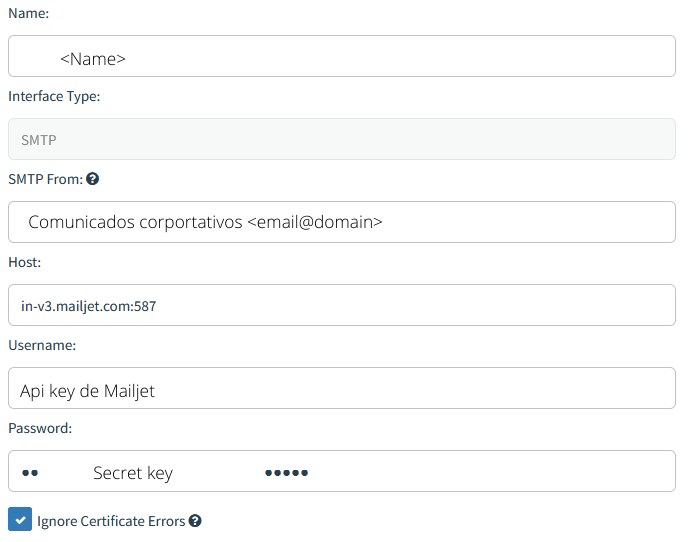 Name:
<Name>
Interface Type:
SMTP
SMTP From:
Comunicados corportativos <email@domain>
Host:
in-v3.mailjet.com:587
Username:
Api key de Mailjet
Password:
•• Secret key •••••
Ignore Certificate Errors